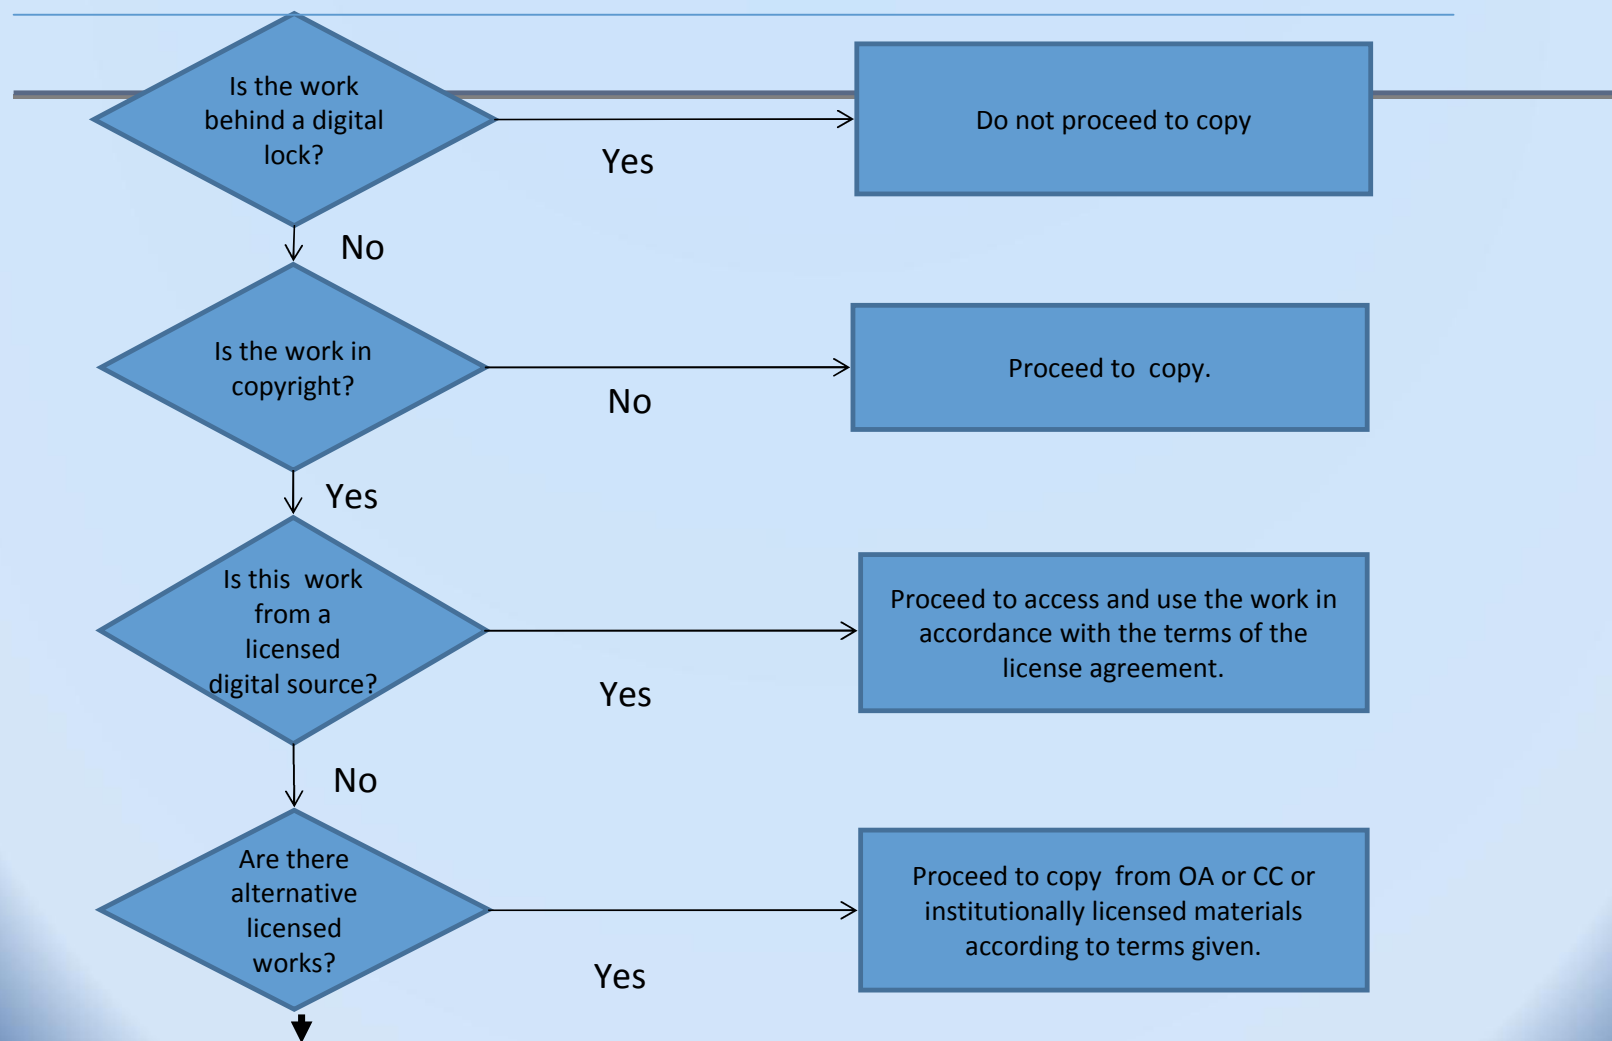 Is the work
behind a digital
lock?
Yes
Do not proceed to copy
No
Is the work in
copyright?
No
Proceed to  copy.
Yes
Is this  work
from a
licensed
digital source?
Yes
Proceed to access and use the work in
accordance with the terms of the
license agreement.
No
Are there
alternative
licensed
works?
Yes
Proceed to copy  from OA or CC or
institutionally licensed materials
according to terms given.